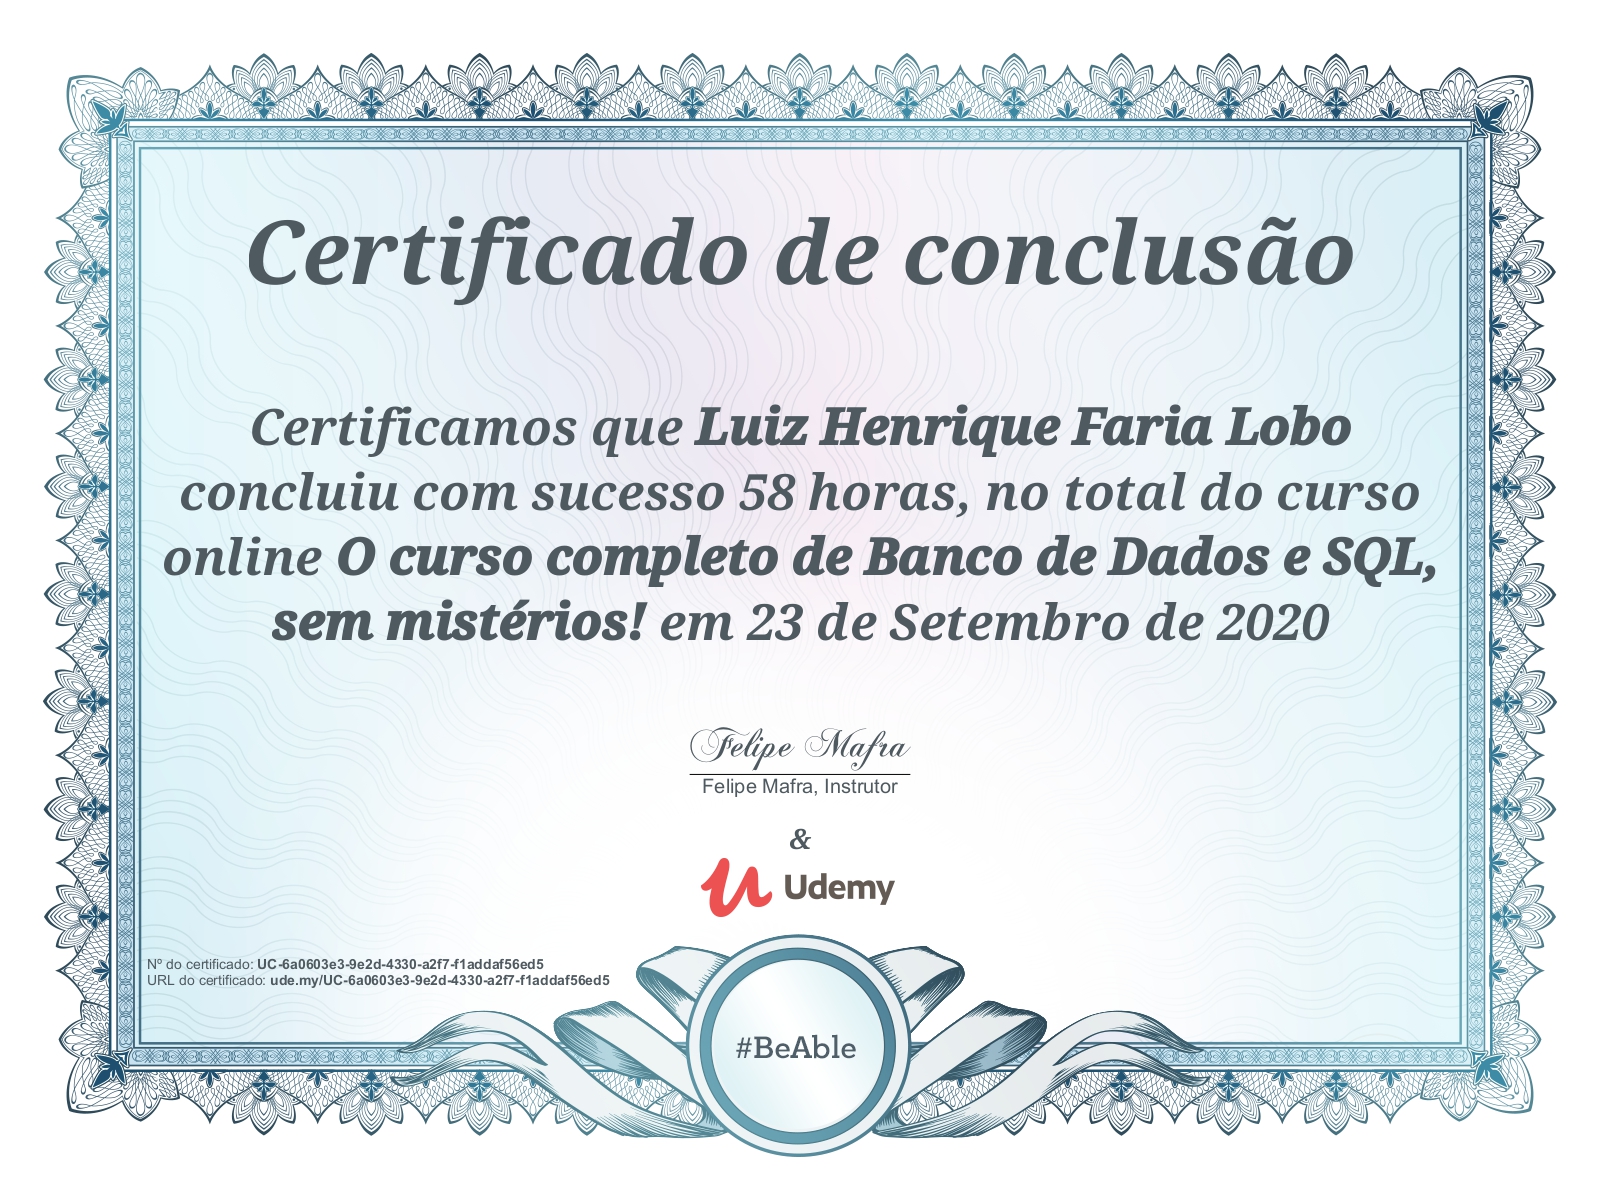 Certificado de conclusão
Certificamos que Luiz Henrique Faria Lobo
concluiu com sucesso 58 horas, no total do curso
online O curso completo de Banco de Dados e SQL,
sem mistérios! em 23 de Setembro de 2020
Felipe Mafra
Felipe Mafra, Instrutor
&
Udemy
Nº do certificado: UC-6a0603e3-9e2d-4330-a2f7-f1addaf56ed5
URL do certificado: ude.my/UC-6a0603e3-9e2d-4330-a2f7-f1addaf56ed5
#BeAble